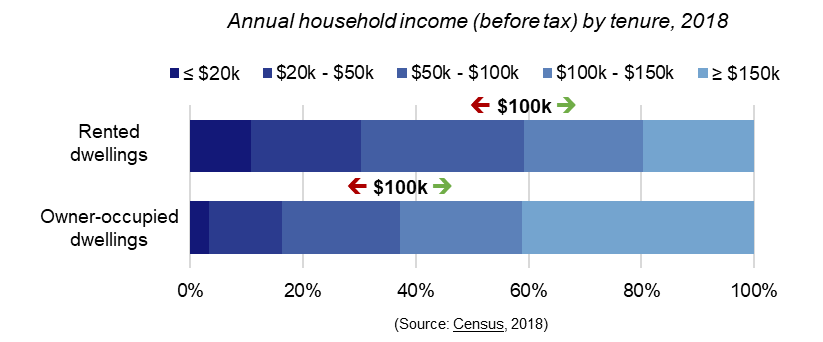 Annual household income (before tax) by tenure, 2018
≤ $20k $20k - $50k $50k - $100k $100k - $150k ≥ $150k
$100k
Rented
dwellings
$100k
Owner-occupied
dwellings
0% 20% 40% 60% 80% 100%
(Source: Census, 2018)